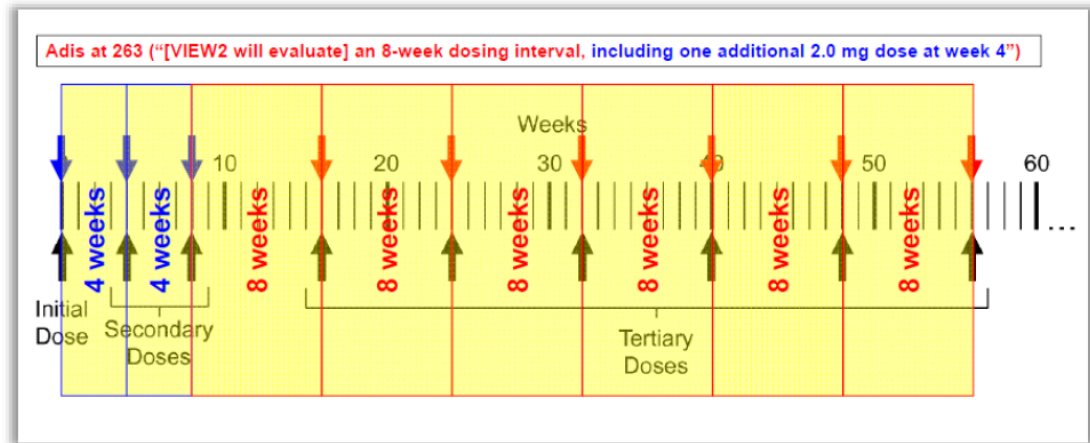 Adis at 263 (“[VIEW2 will evaluate] an 8-week dosing interval, including one additional 2.0 mg dose at week 4”)
Weeks
10 20 30 40 50 60
4 weeks 4 weeks 8 weeks 8 weeks 8 weeks 8 weeks 8 weeks 8 weeks
...
Initial
Dose
Secondary
Doses
Tertiary
Doses